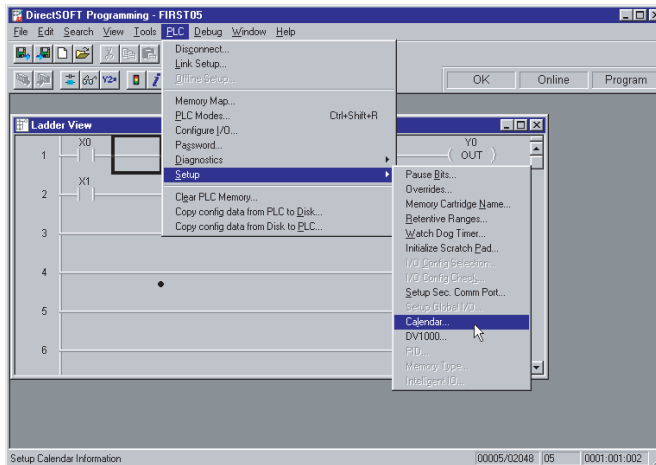 DirectSOFT Programming - FIRST05
File Edit Search View Tools PLC Debug Window Help
Disconnect...
Link Setup...
Offline Setup...
Y2=
OK Online Program
Memory Map...
PLC Modes... Ctrl+Shift+R
Configure I/O...
Password...
Diagnostics
Setup
Clear PLC Memory...
Copy config data from PLC to Disk...
Copy config data from Disk to PLC...
Ladder View
X0
1
Y0
OUT
X1
2
3
4
5
6
Pause Bits...
Overrides...
Memory Cartridge Name...
Retentive Ranges...
Watch Dog Timer...
Initialize Scratch Pad...
I/O Config Selection...
I/O Config Check...
Setup Sec. Comm Port...
Setup Global I/O...
Calendar...
DV1000...
PID...
Memory Type...
Intelligent IO...
Setup Calendar Information 00005/02048 05 0001:001:002